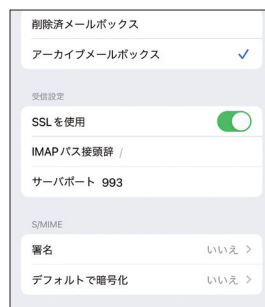 削除済メールボックス
アーカイブメールボックス
受信設定
SSLを使用
IMAPパス接頭辞 /
サーバポート 993
S/MIME
署名 いいえ
デフォルトで暗号化 いいえ